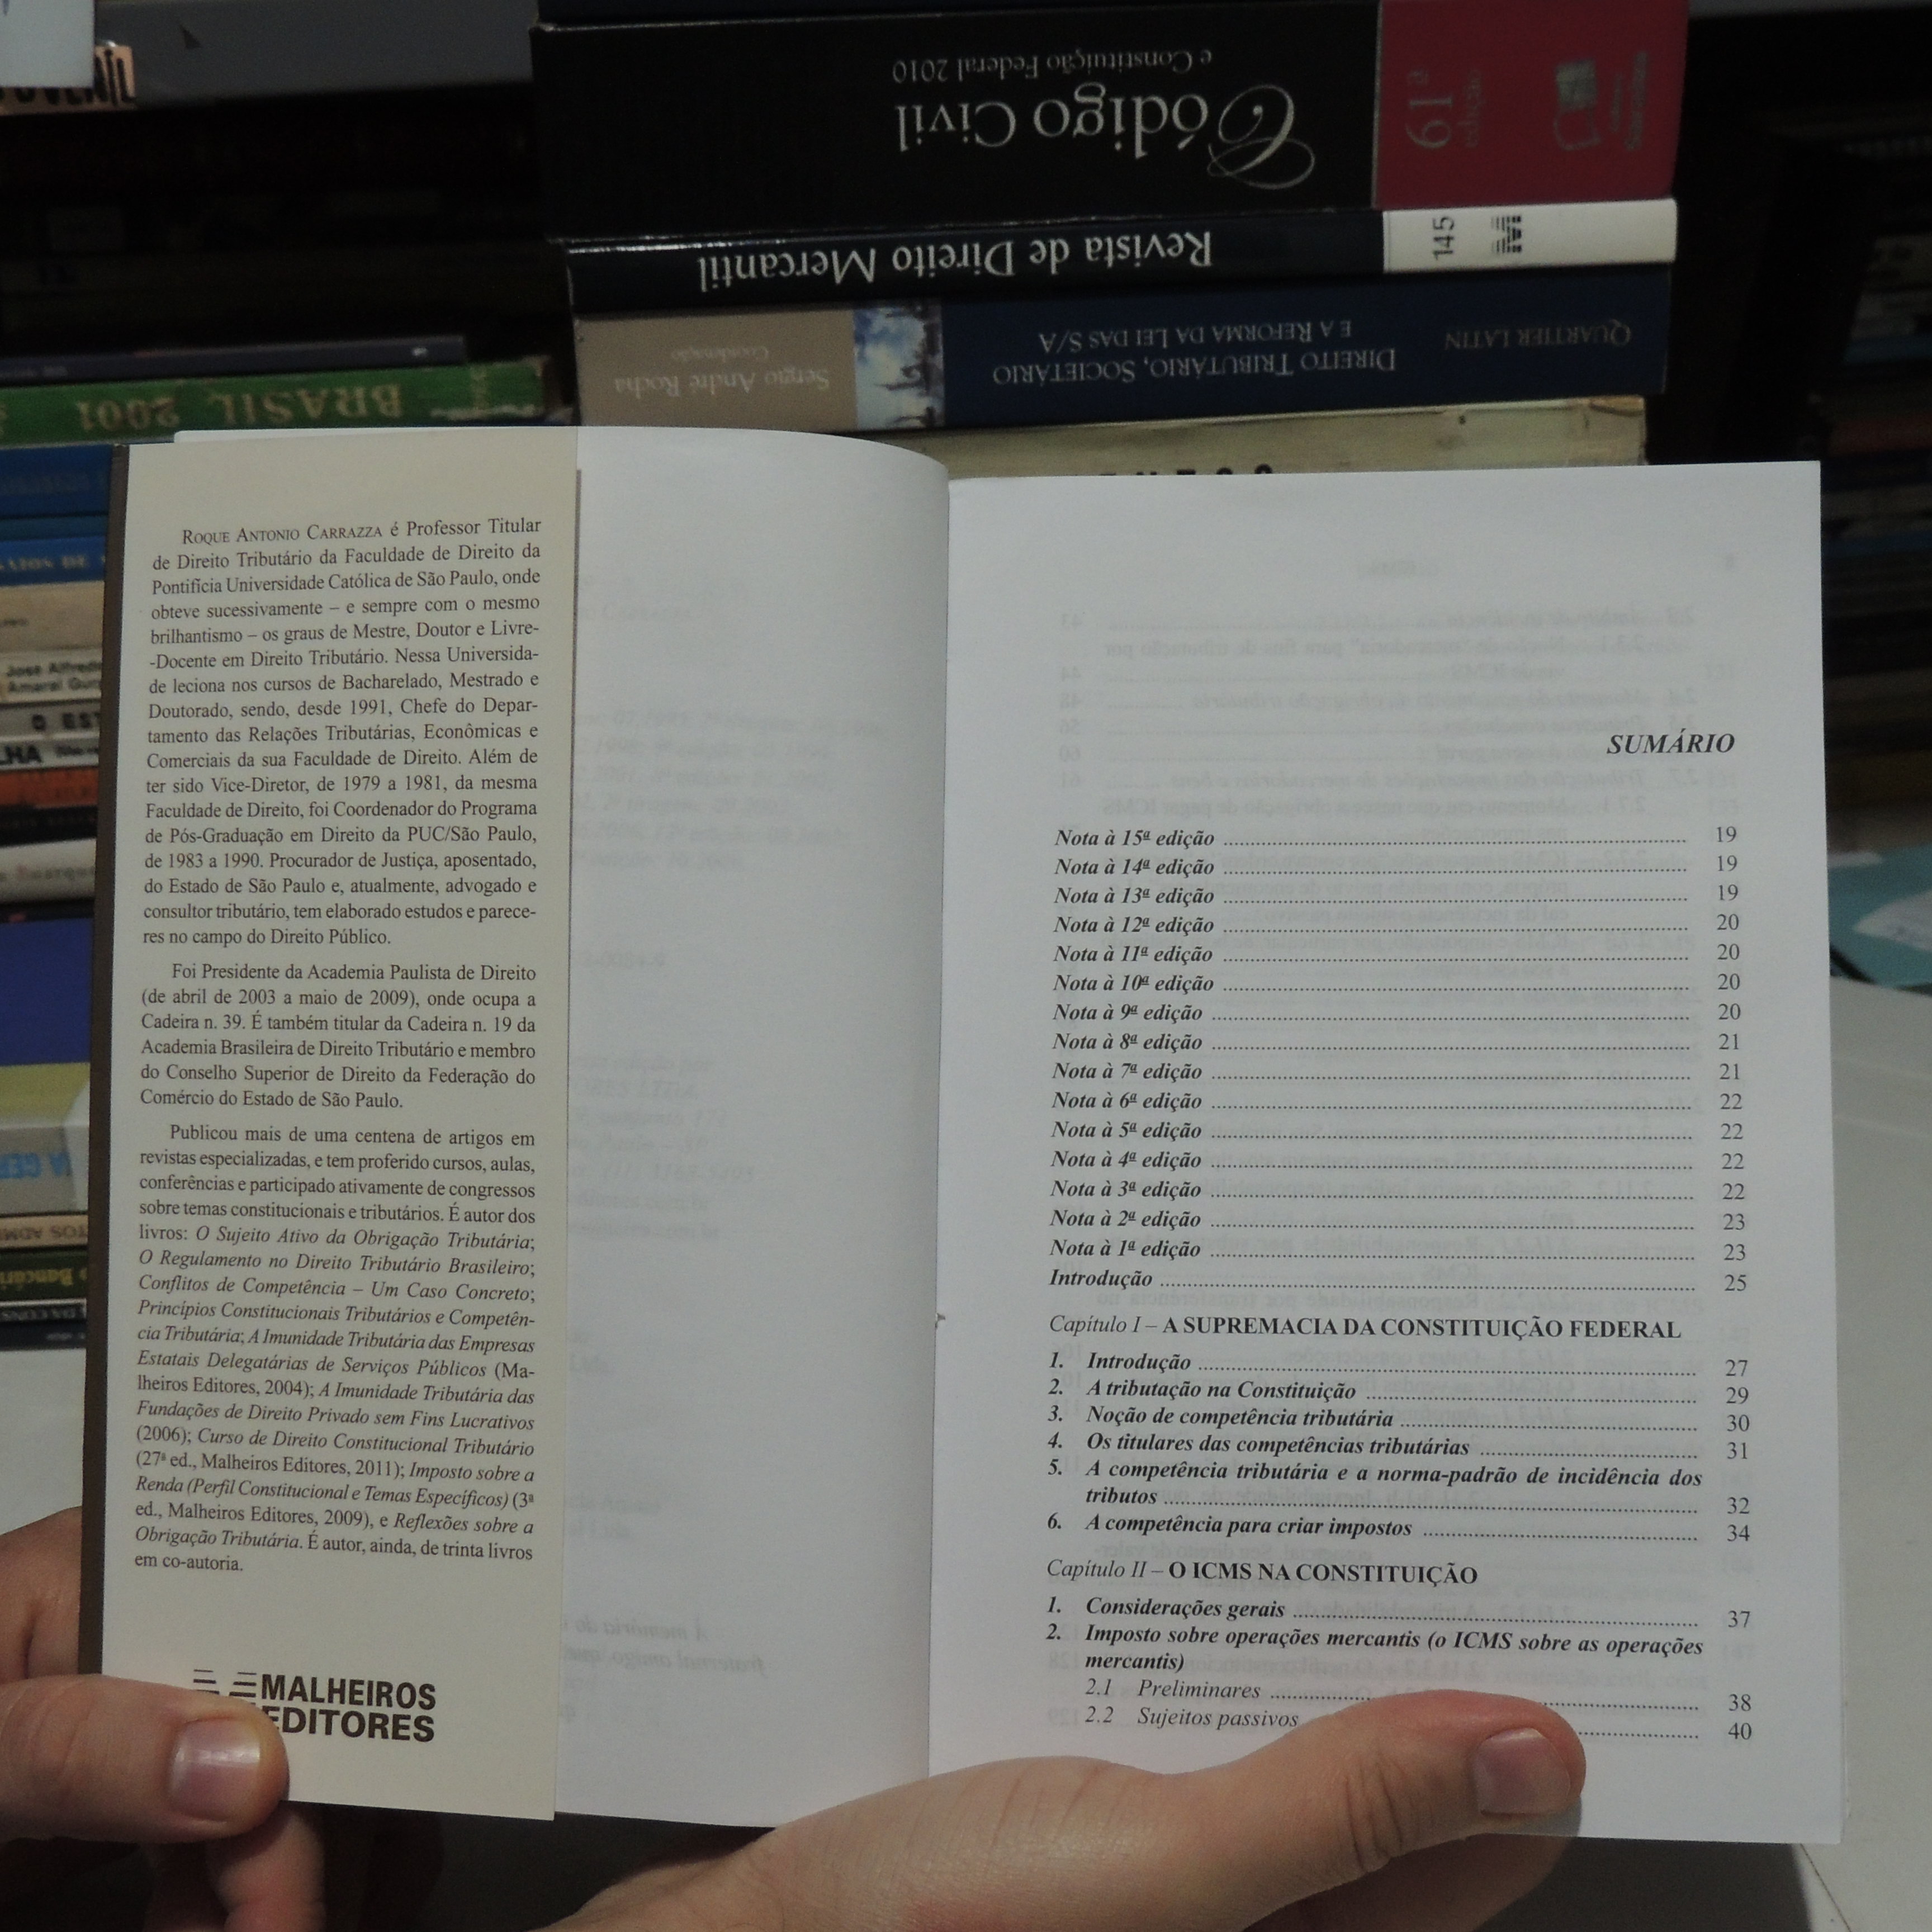 Código Civil
e Constituição Federal 2010
61ª
edição
Saraiva
Revista de Direito Mercantil
145
DIREITO TRIBUTÁRIO, SOCIETÁRIO
E A REFORMA DA LEI DAS S/A
QUARTIER LATIN
Sergio André Rocha
Coordenação
BRASIL 2001
José Alfredo
O EST
ROQUE ANTONIO CARRAZZA é Professor Titular
de Direito Tributário da Faculdade de Direito da
Pontifícia Universidade Católica de São Paulo, onde
obteve sucessivamente – e sempre com o mesmo
brilhantismo – os graus de Mestre, Doutor e Livre-
-Docente em Direito Tributário. Nessa Universida-
de leciona nos cursos de Bacharelado, Mestrado e
Doutorado, sendo, desde 1991, Chefe do Depar-
tamento das Relações Tributárias, Econômicas e
Comerciais da sua Faculdade de Direito. Além de
ter sido Vice-Diretor, de 1979 a 1981, da mesma
Faculdade de Direito, foi Coordenador do Programa
de Pós-Graduação em Direito da PUC/São Paulo,
de 1983 a 1990. Procurador de Justiça, aposentado,
do Estado de São Paulo e, atualmente, advogado e
consultor tributário, tem elaborado estudos e parece-
res no campo do Direito Público.
Foi Presidente da Academia Paulista de Direito
(de abril de 2003 a maio de 2009), onde ocupa a
Cadeira n. 39. É também titular da Cadeira n. 19 da
Academia Brasileira de Direito Tributário e membro
do Conselho Superior de Direito da Federação do
Comércio do Estado de São Paulo.
Publicou mais de uma centena de artigos em
revistas especializadas, e tem proferido cursos, aulas,
conferências e participado ativamente de congressos
sobre temas constitucionais e tributários. É autor dos
livros: O Sujeito Ativo da Obrigação Tributária;
O Regulamento no Direito Tributário Brasileiro;
Conflitos de Competência – Um Caso Concreto;
Princípios Constitucionais Tributários e Competên-
cia Tributária; A Imunidade Tributária das Empresas
Estatais Delegatárias de Serviços Públicos (Ma-
lheiros Editores, 2004); A Imunidade Tributária das
Fundações de Direito Privado sem Fins Lucrativos
(2006); Curso de Direito Constitucional Tributário
(27ª ed., Malheiros Editores, 2011); Imposto sobre a
Renda (Perfil Constitucional e Temas Específicos) (3ª
ed., Malheiros Editores, 2009), e Reflexões sobre a
Obrigação Tributária. É autor, ainda, de trinta livros
em co-autoria.
MALHEIROS
EDITORES
SUMÁRIO
Nota à 15ª edição ........ 19
Nota à 14ª edição ........ 19
Nota à 13ª edição ........ 19
Nota à 12ª edição ........ 20
Nota à 11ª edição ........ 20
Nota à 10ª edição ........ 20
Nota à 9ª edição ........ 20
Nota à 8ª edição ........ 21
Nota à 7ª edição ........ 21
Nota à 6ª edição ........ 22
Nota à 5ª edição ........ 22
Nota à 4ª edição ........ 22
Nota à 3ª edição ........ 22
Nota à 2ª edição ........ 23
Nota à 1ª edição ........ 23
Introdução ........ 25
Capítulo I – A SUPREMACIA DA CONSTITUIÇÃO FEDERAL
1. Introdução ........ 27
2. A tributação na Constituição ........ 29
3. Noção de competência tributária ........ 30
4. Os titulares das competências tributárias ........ 31
5. A competência tributária e a norma-padrão de incidência dos
tributos ........ 32
6. A competência para criar impostos ........ 34
Capítulo II – O ICMS NA CONSTITUIÇÃO
1. Considerações gerais ........ 37
2. Imposto sobre operações mercantis (o ICMS sobre as operações
mercantis)
2.1 Preliminares ........ 38
2.2 Sujeitos passivos ........ 40